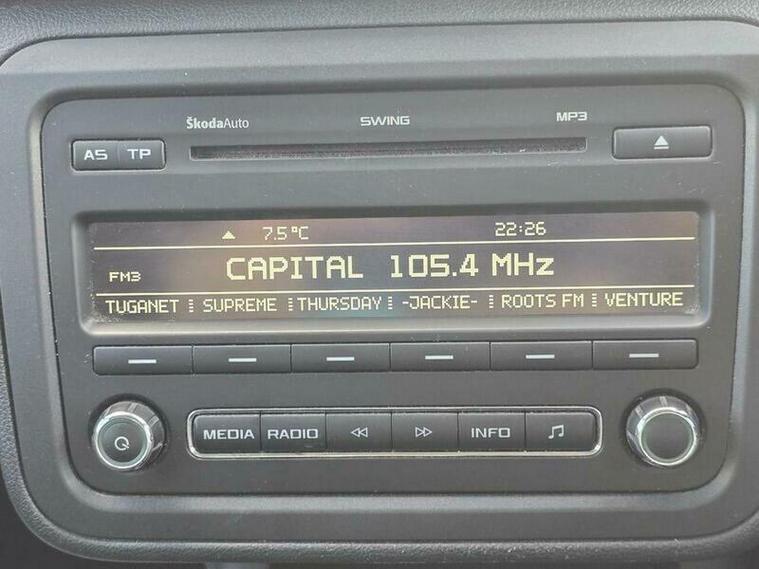 ŠkodaAuto SWING MP3
AS TP
7.5°C 22:26
FM3 CAPITAL 105.4 MHz
TUGANET SUPREME THURSDAY -JACKIE- ROOTS FM VENTURE
MEDIA RADIO INFO